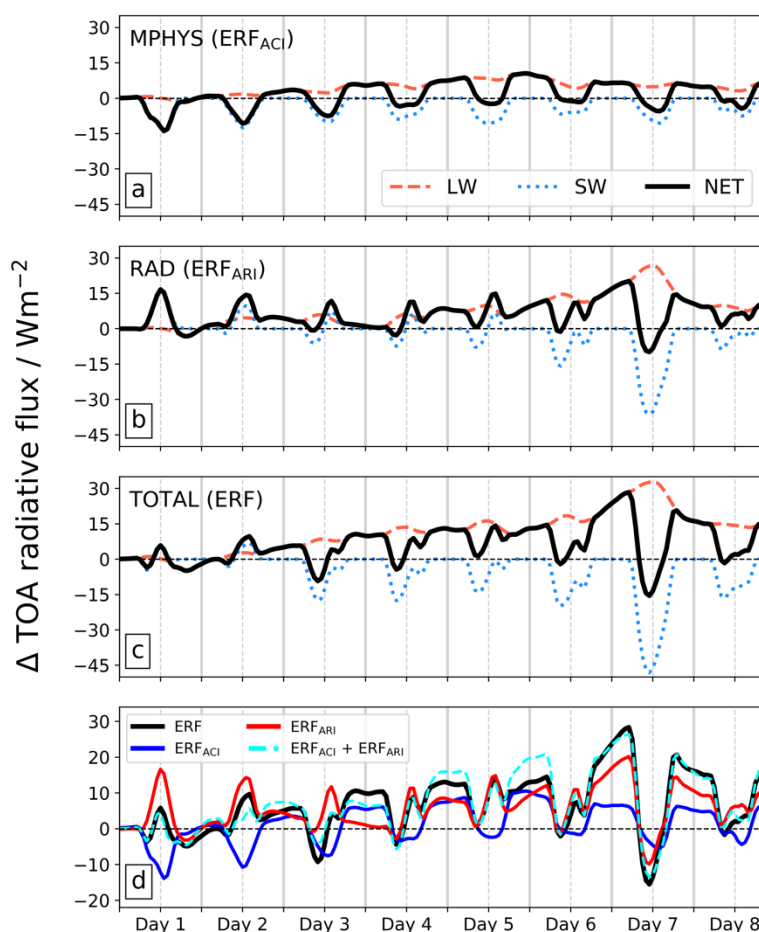 Δ TOA radiative flux / Wm⁻²
MPHYS (ERF_ACI)
15
0
−15
−30
−45
a
LW SW NET
RAD (ERF_ARI)
30
15
0
−15
−30
−45
b
TOTAL (ERF)
30
15
0
−15
−30
−45
c
ERF ERF_ARI
ERF_ACI ERF_ACI + ERF_ARI
30
20
10
0
−10
−20
d
Day 1 Day 2 Day 3 Day 4 Day 5 Day 6 Day 7 Day 8